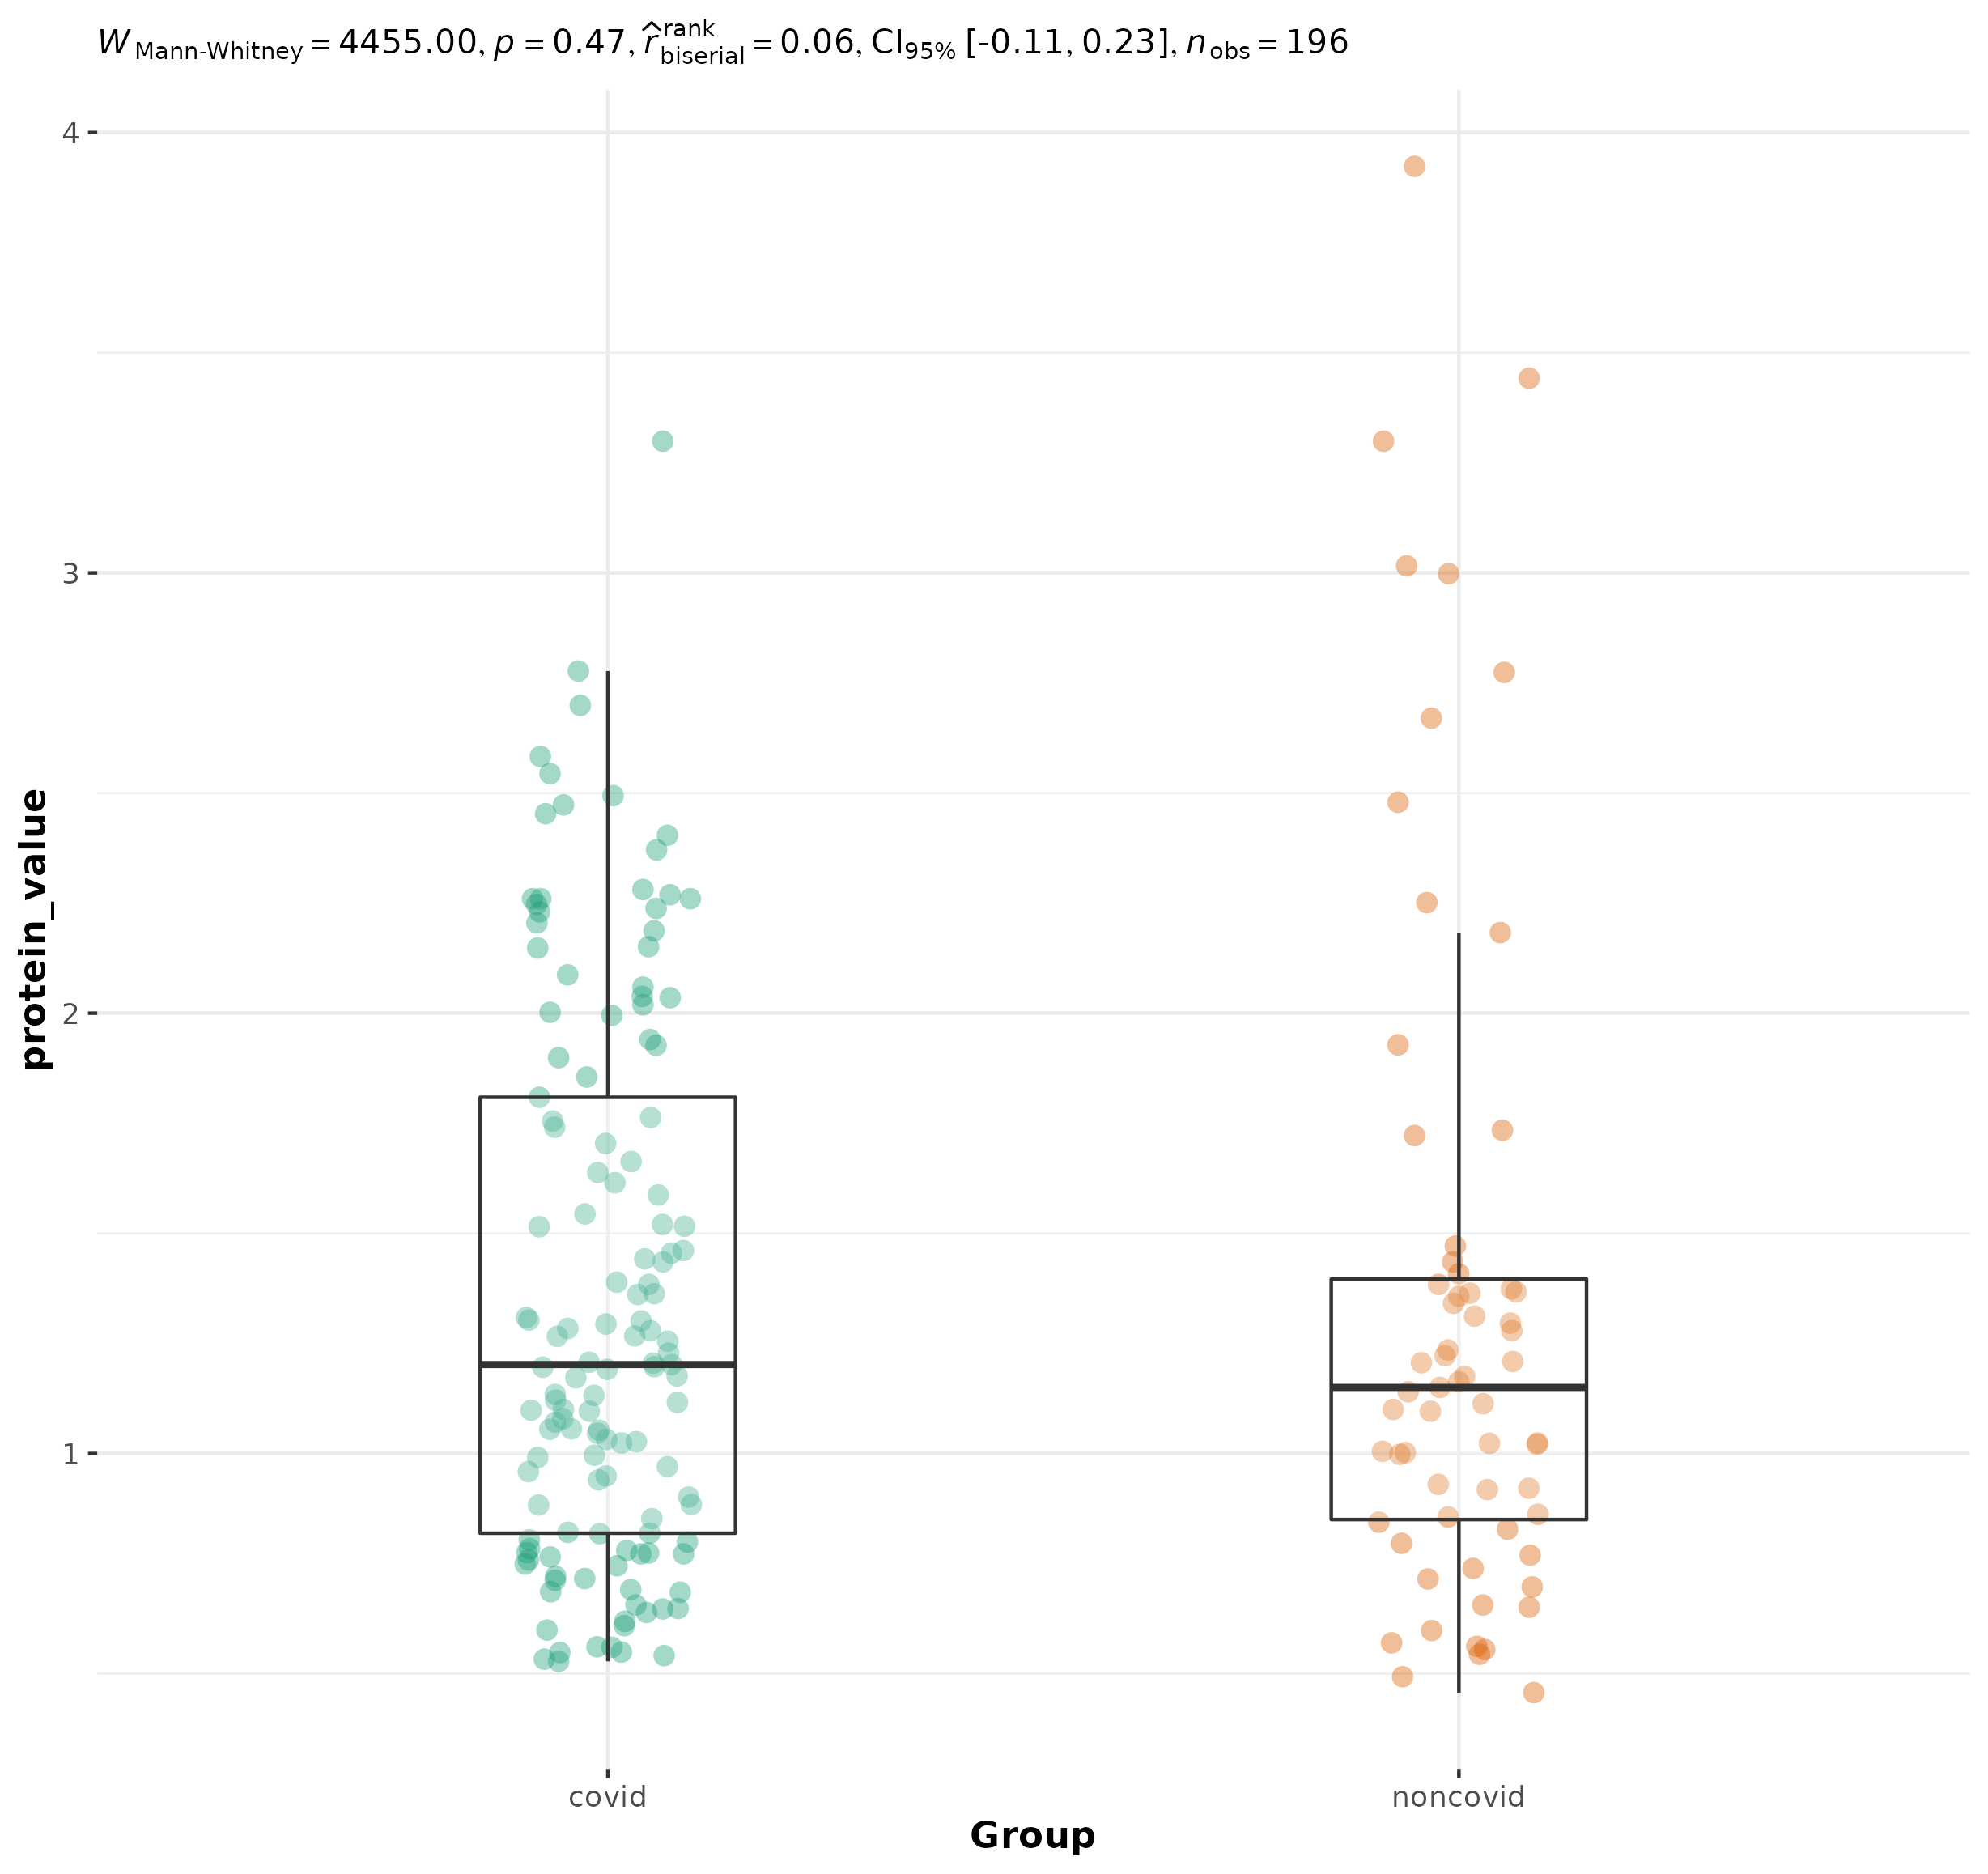 W Mann-Whitney = 4455.00, p = 0.47, r̂ rank biserial = 0.06, CI95% [-0.11, 0.23], nobs = 196
4
3
2
1
protein_value
covid noncovid
Group